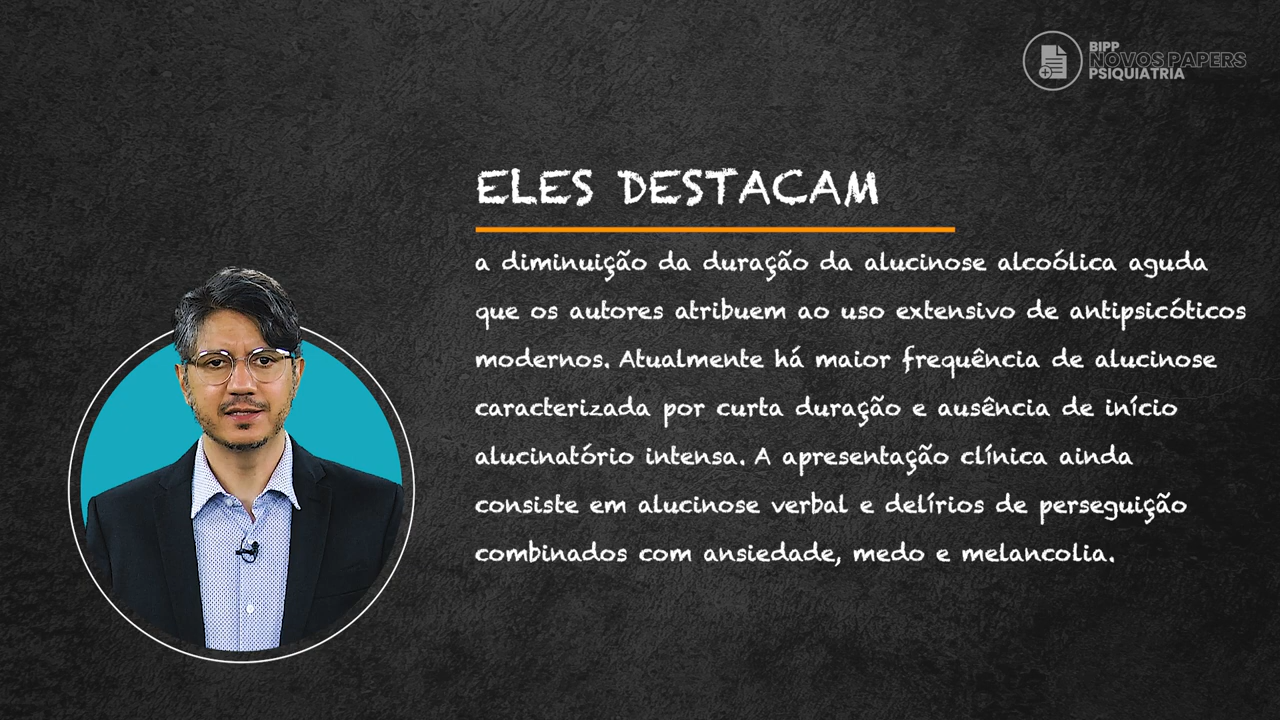 BIPP
NOVOS PAPERS
PSIQUIATRIA
ELES DESTACAM
a diminuição da duração da alucinose alcoólica aguda
que os autores atribuem ao uso extensivo de antipsicóticos
modernos. Atualmente há maior frequência de alucinose
caracterizada por curta duração e ausência de início
alucinatório intensa. A apresentação clínica ainda
consiste em alucinose verbal e delírios de perseguição
combinados com ansiedade, medo e melancolia.